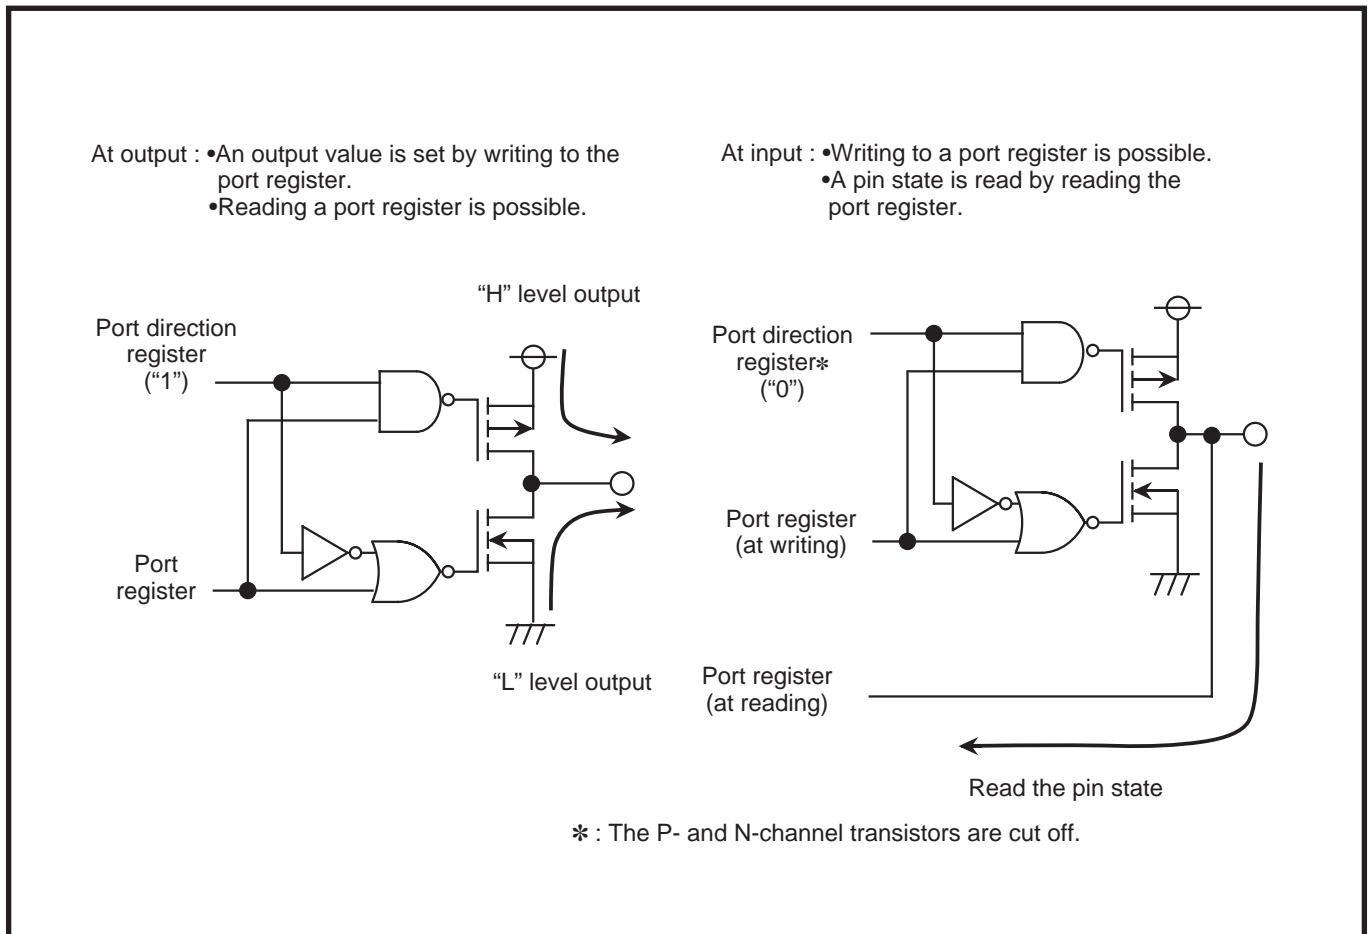 At output : •An output value is set by writing to the
port register.
•Reading a port register is possible.
At input : •Writing to a port register is possible.
•A pin state is read by reading the
port register.
“H” level output
Port direction
register
(“1”)
Port
register
“L” level output
Port direction
register✻
(“0”)
Port register
(at writing)
Port register
(at reading)
Read the pin state
✻ : The P- and N-channel transistors are cut off.